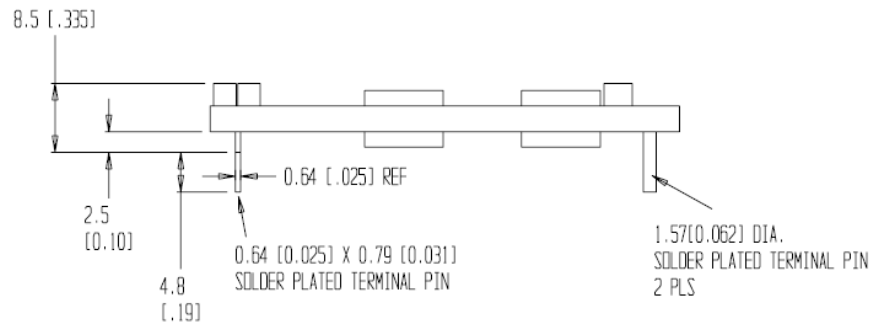 8.5 [.335]
0.64 [.025] REF
2.5
[0.10]
0.64 [0.025] X 0.79 [0.031]
SOLDER PLATED TERMINAL PIN
4.8
[.19]
1.57[0.062] DIA.
SOLDER PLATED TERMINAL PIN
2 PLS